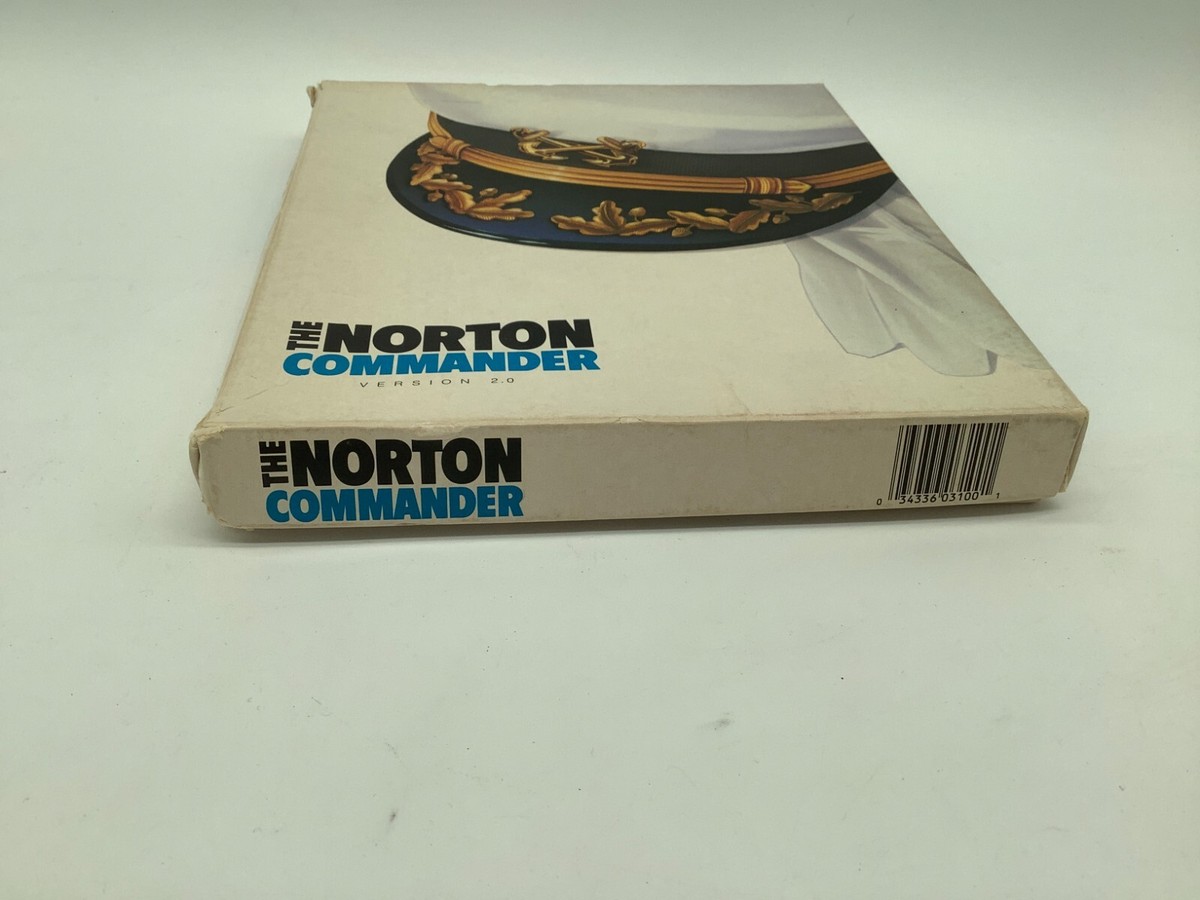 THE NORTON
COMMANDER
VERSION 2.0
THE NORTON
COMMANDER
0 34336 03100 1